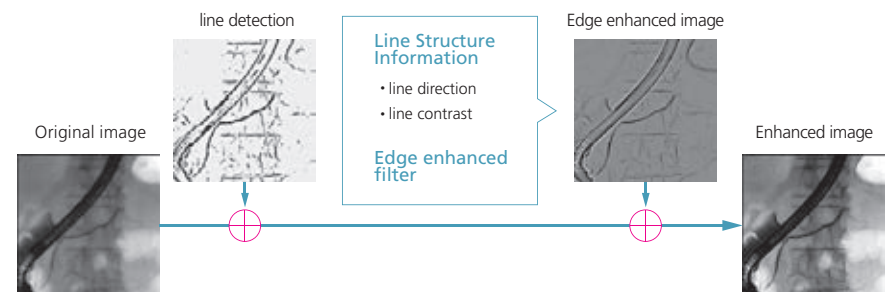 line detection
Line Structure
Information
• line direction
• line contrast
Edge enhanced
filter
Edge enhanced image
Original image
Enhanced image